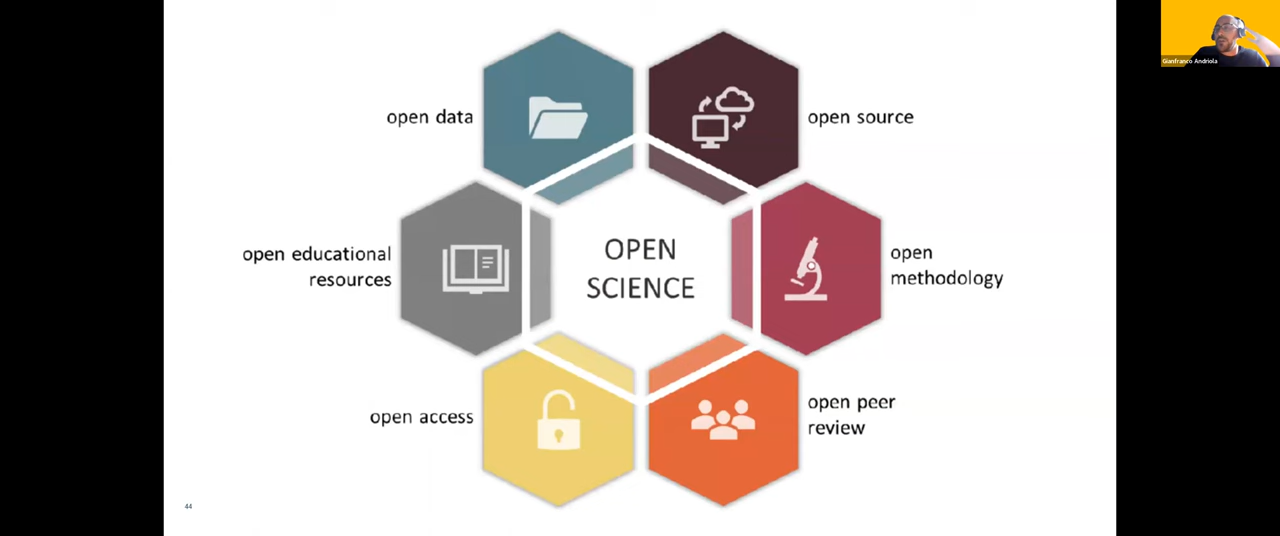 Gianfranco Andriola
open data
open source
OPEN
SCIENCE
open educational
resources
open
methodology
open access
open peer
review
44